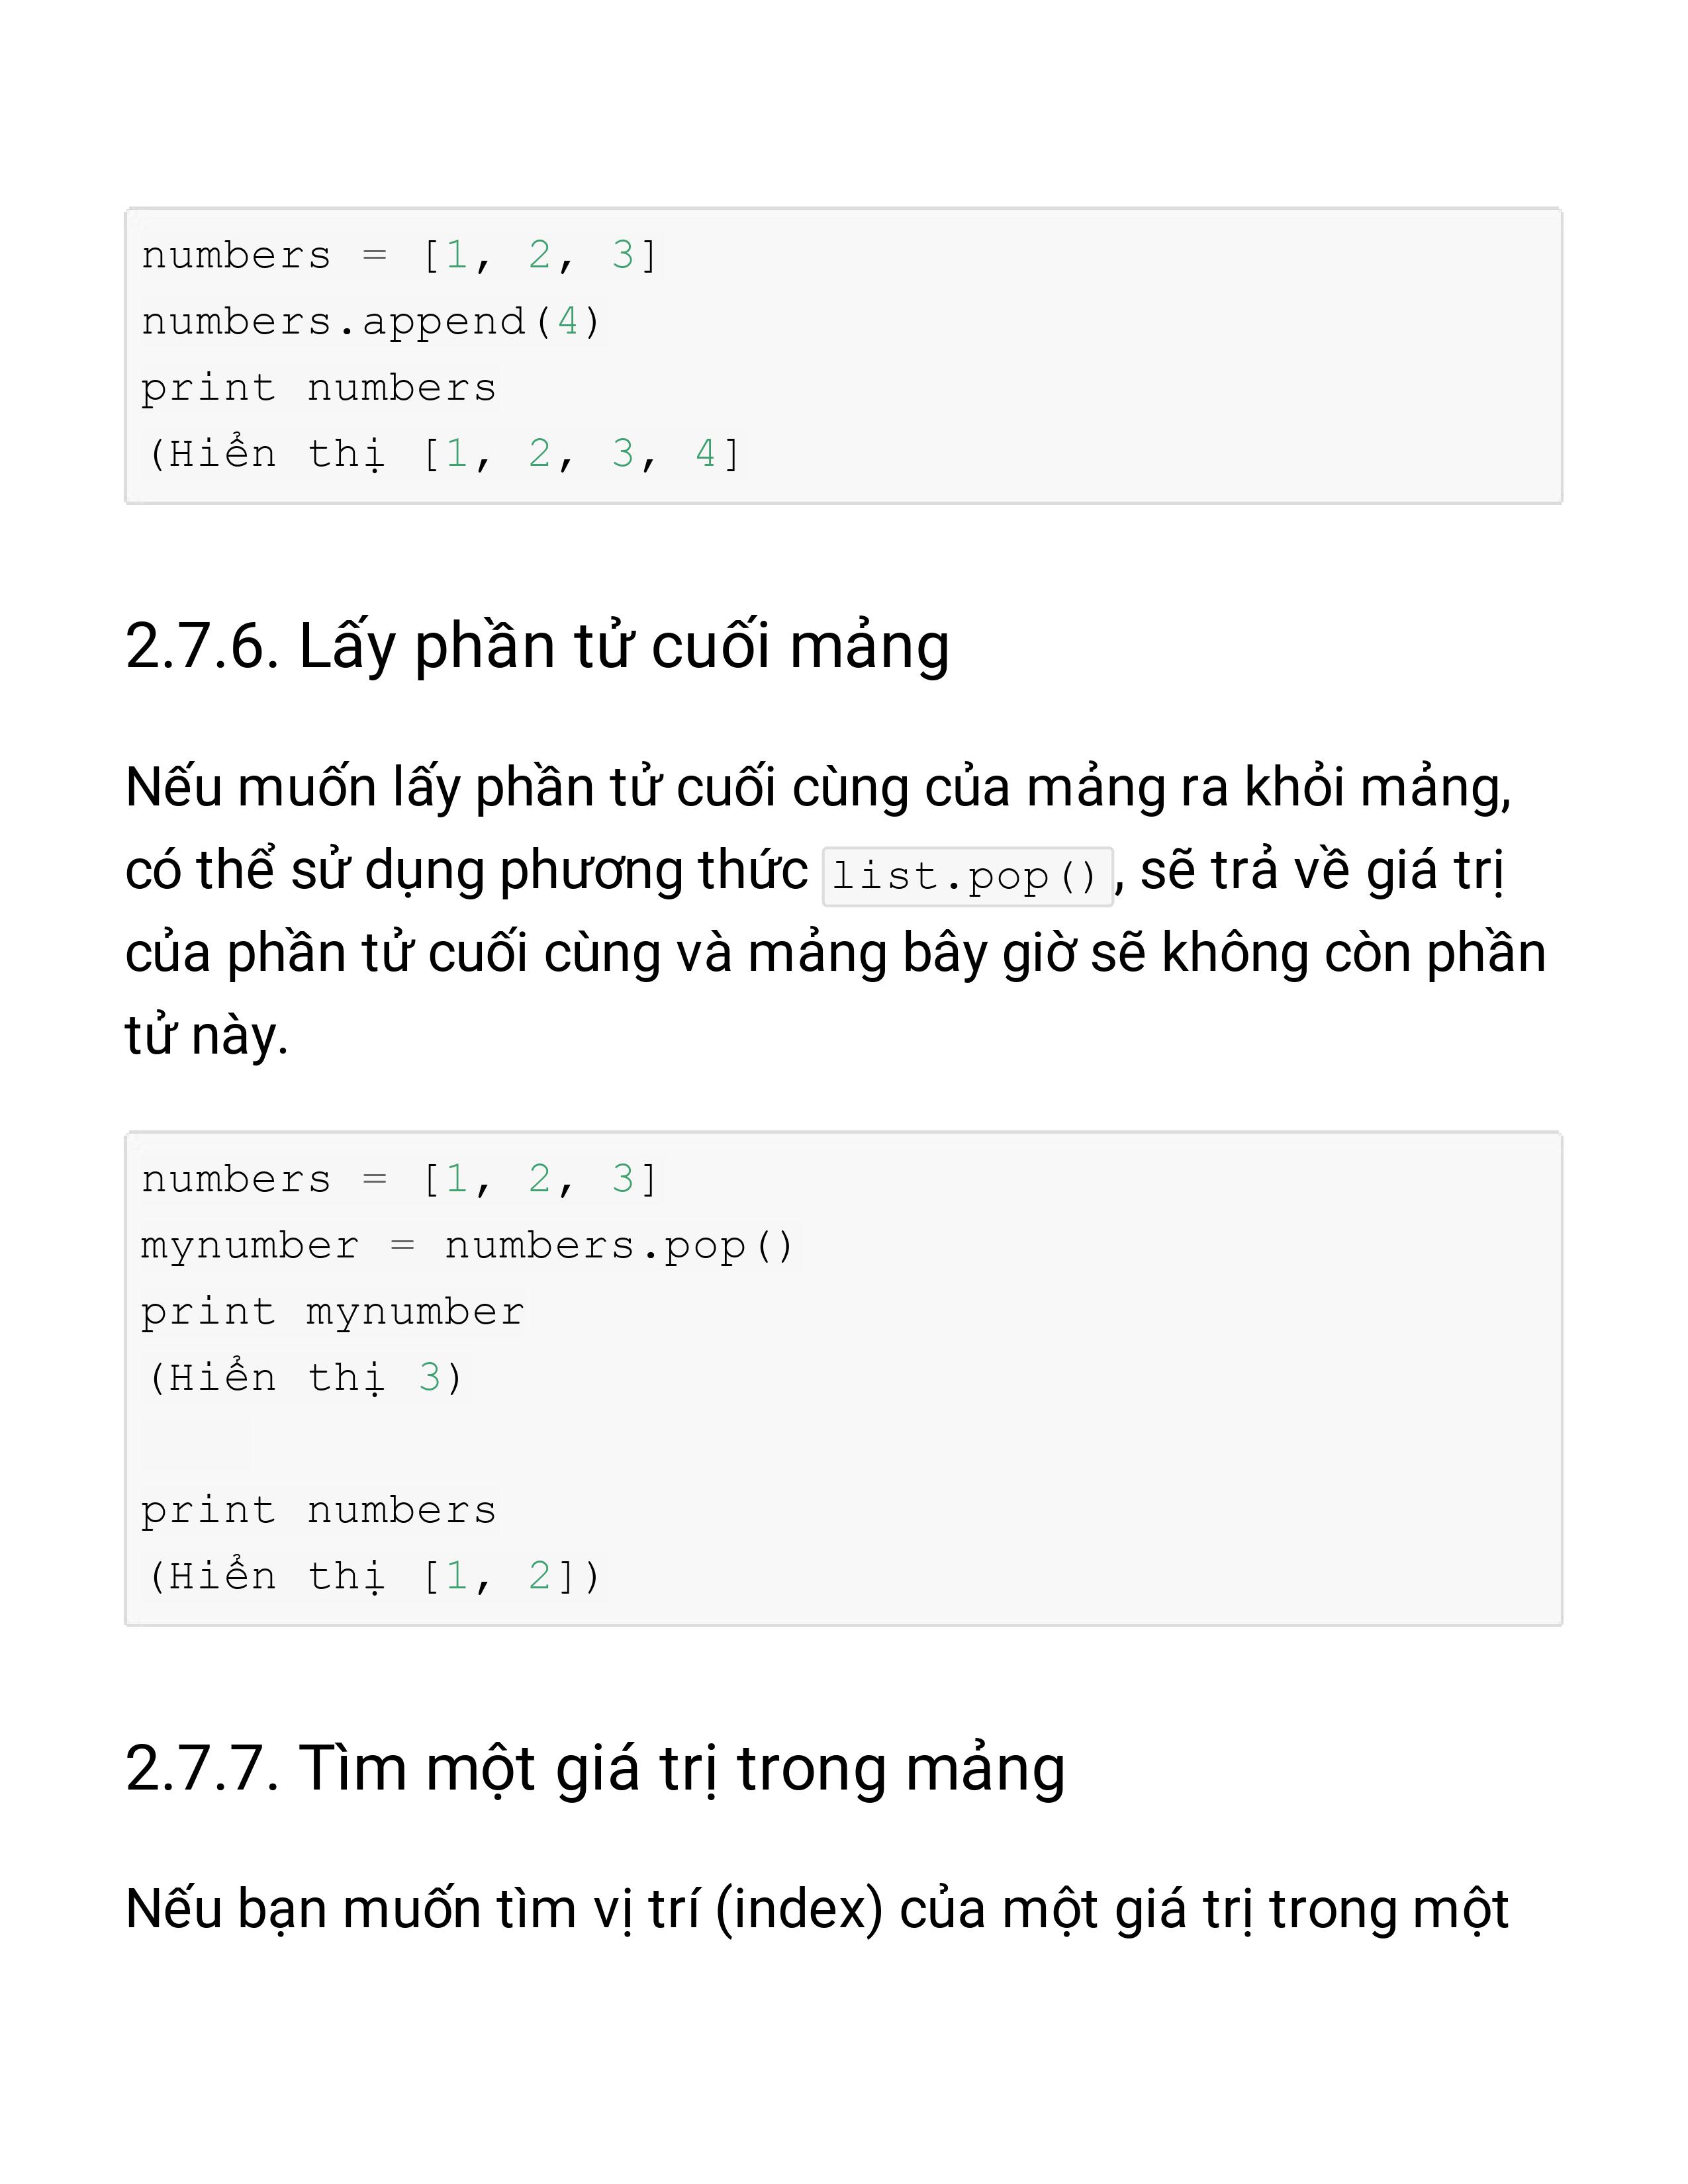 numbers = [1, 2, 3]
numbers.append(4)
print numbers
(Hiển thị [1, 2, 3, 4]
2.7.6. Lấy phần tử cuối mảng
Nếu muốn lấy phần tử cuối cùng của mảng ra khỏi mảng,
có thể sử dụng phương thức list.pop(), sẽ trả về giá trị
của phần tử cuối cùng và mảng bây giờ sẽ không còn phần
tử này.
numbers = [1, 2, 3]
mynumber = numbers.pop()
print mynumber
(Hiển thị 3)
print numbers
(Hiển thị [1, 2])
2.7.7. Tìm một giá trị trong mảng
Nếu bạn muốn tìm vị trí (index) của một giá trị trong một